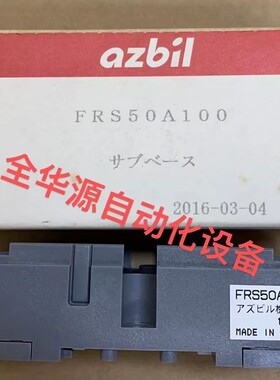 azbil
FRS50A100
サブベース
全华源自动化设备
2016-03-04
FRS50A
アズビル株
MADE IN